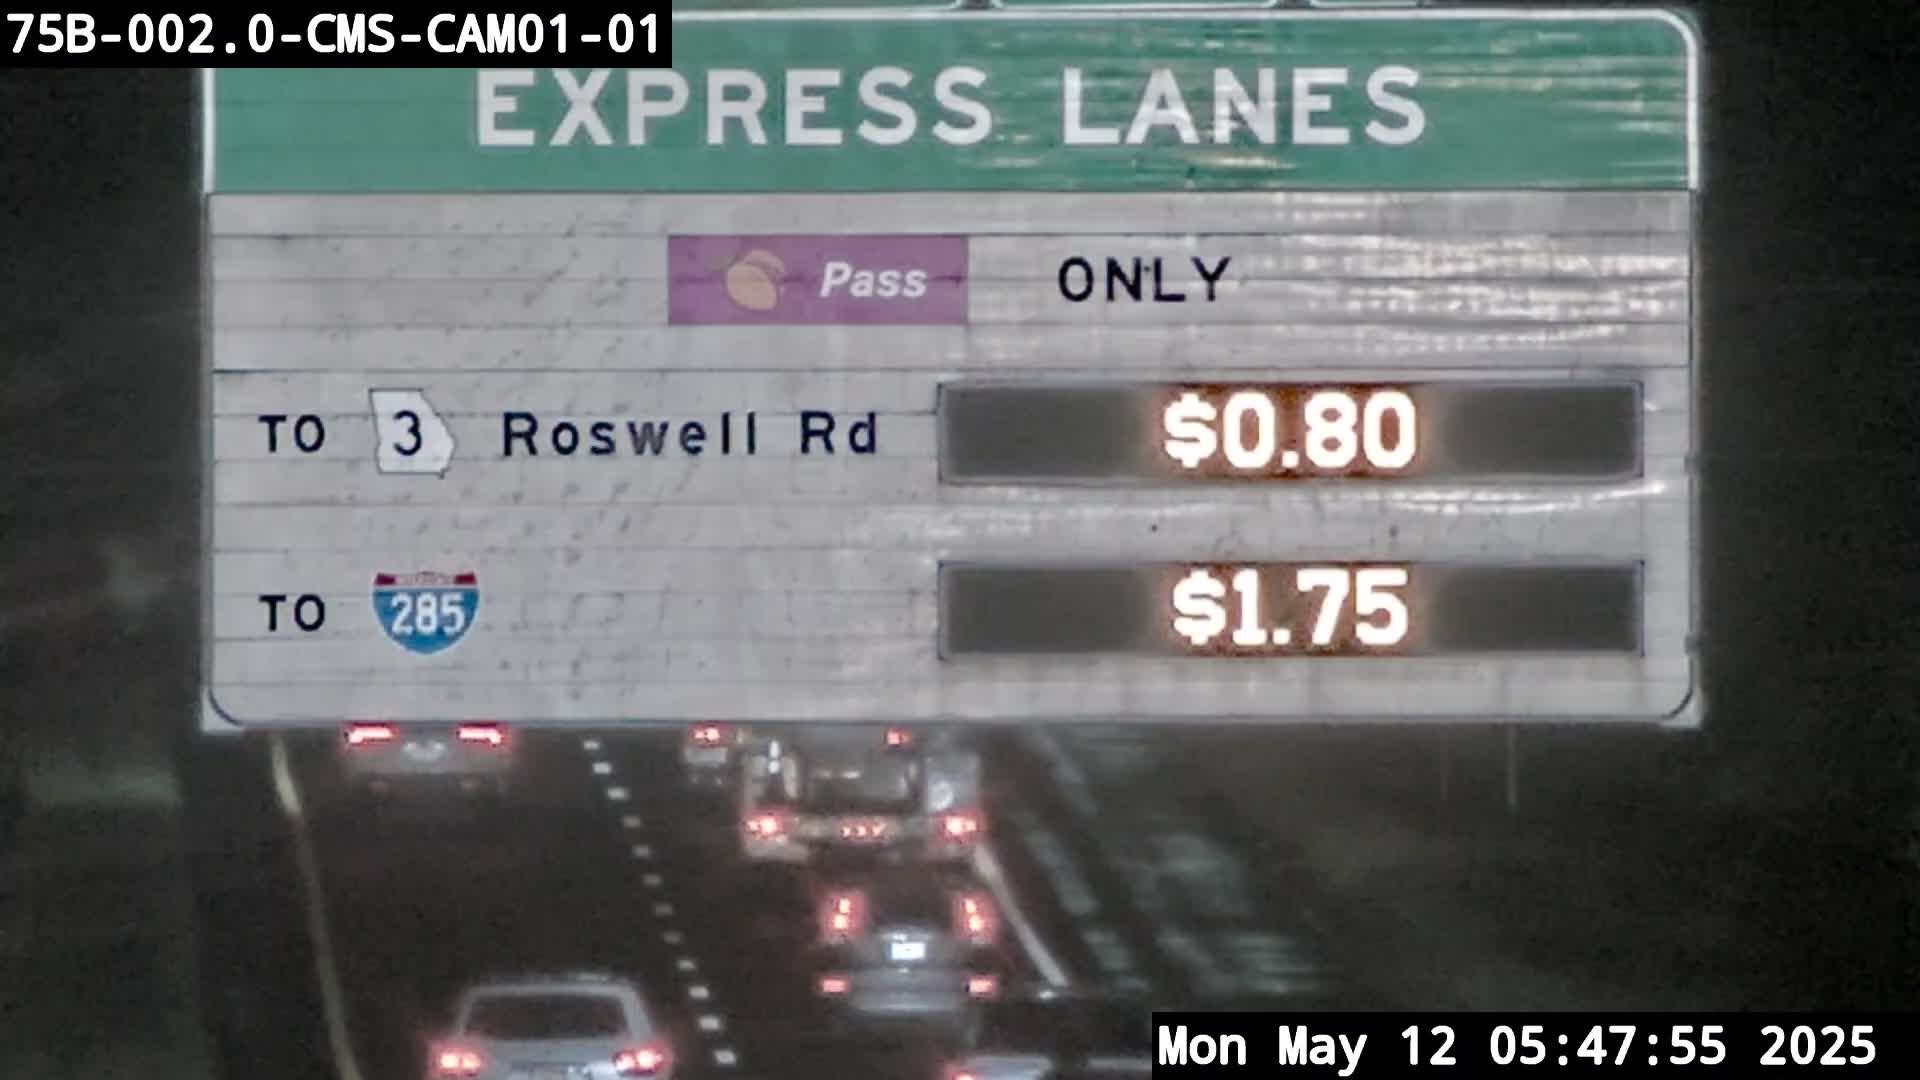 75B-002.0-CMS-CAM01-01
EXPRESS LANES
Pass ONLY
TO 3 Roswell Rd $0.80
TO 285 $1.75
Mon May 12 05:47:55 2025